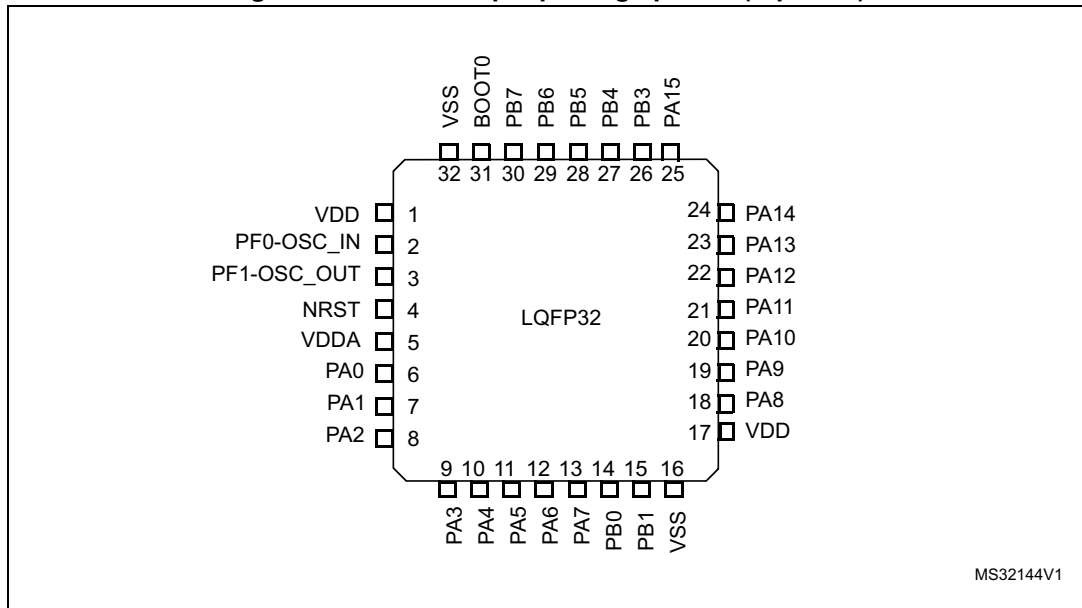 VSS
BOOT0
PB7
PB6
PB5
PB4
PB3
PA15
32 31 30 29 28 27 26 25
VDD 1
PF0-OSC_IN 2
PF1-OSC_OUT 3
NRST 4
VDDA 5
PA0 6
PA1 7
PA2 8
LQFP32
24 PA14
23 PA13
22 PA12
21 PA11
20 PA10
19 PA9
18 PA8
17 VDD
9 10 11 12 13 14 15 16
PA3
PA4
PA5
PA6
PA7
PB0
PB1
VSS
MS32144V1